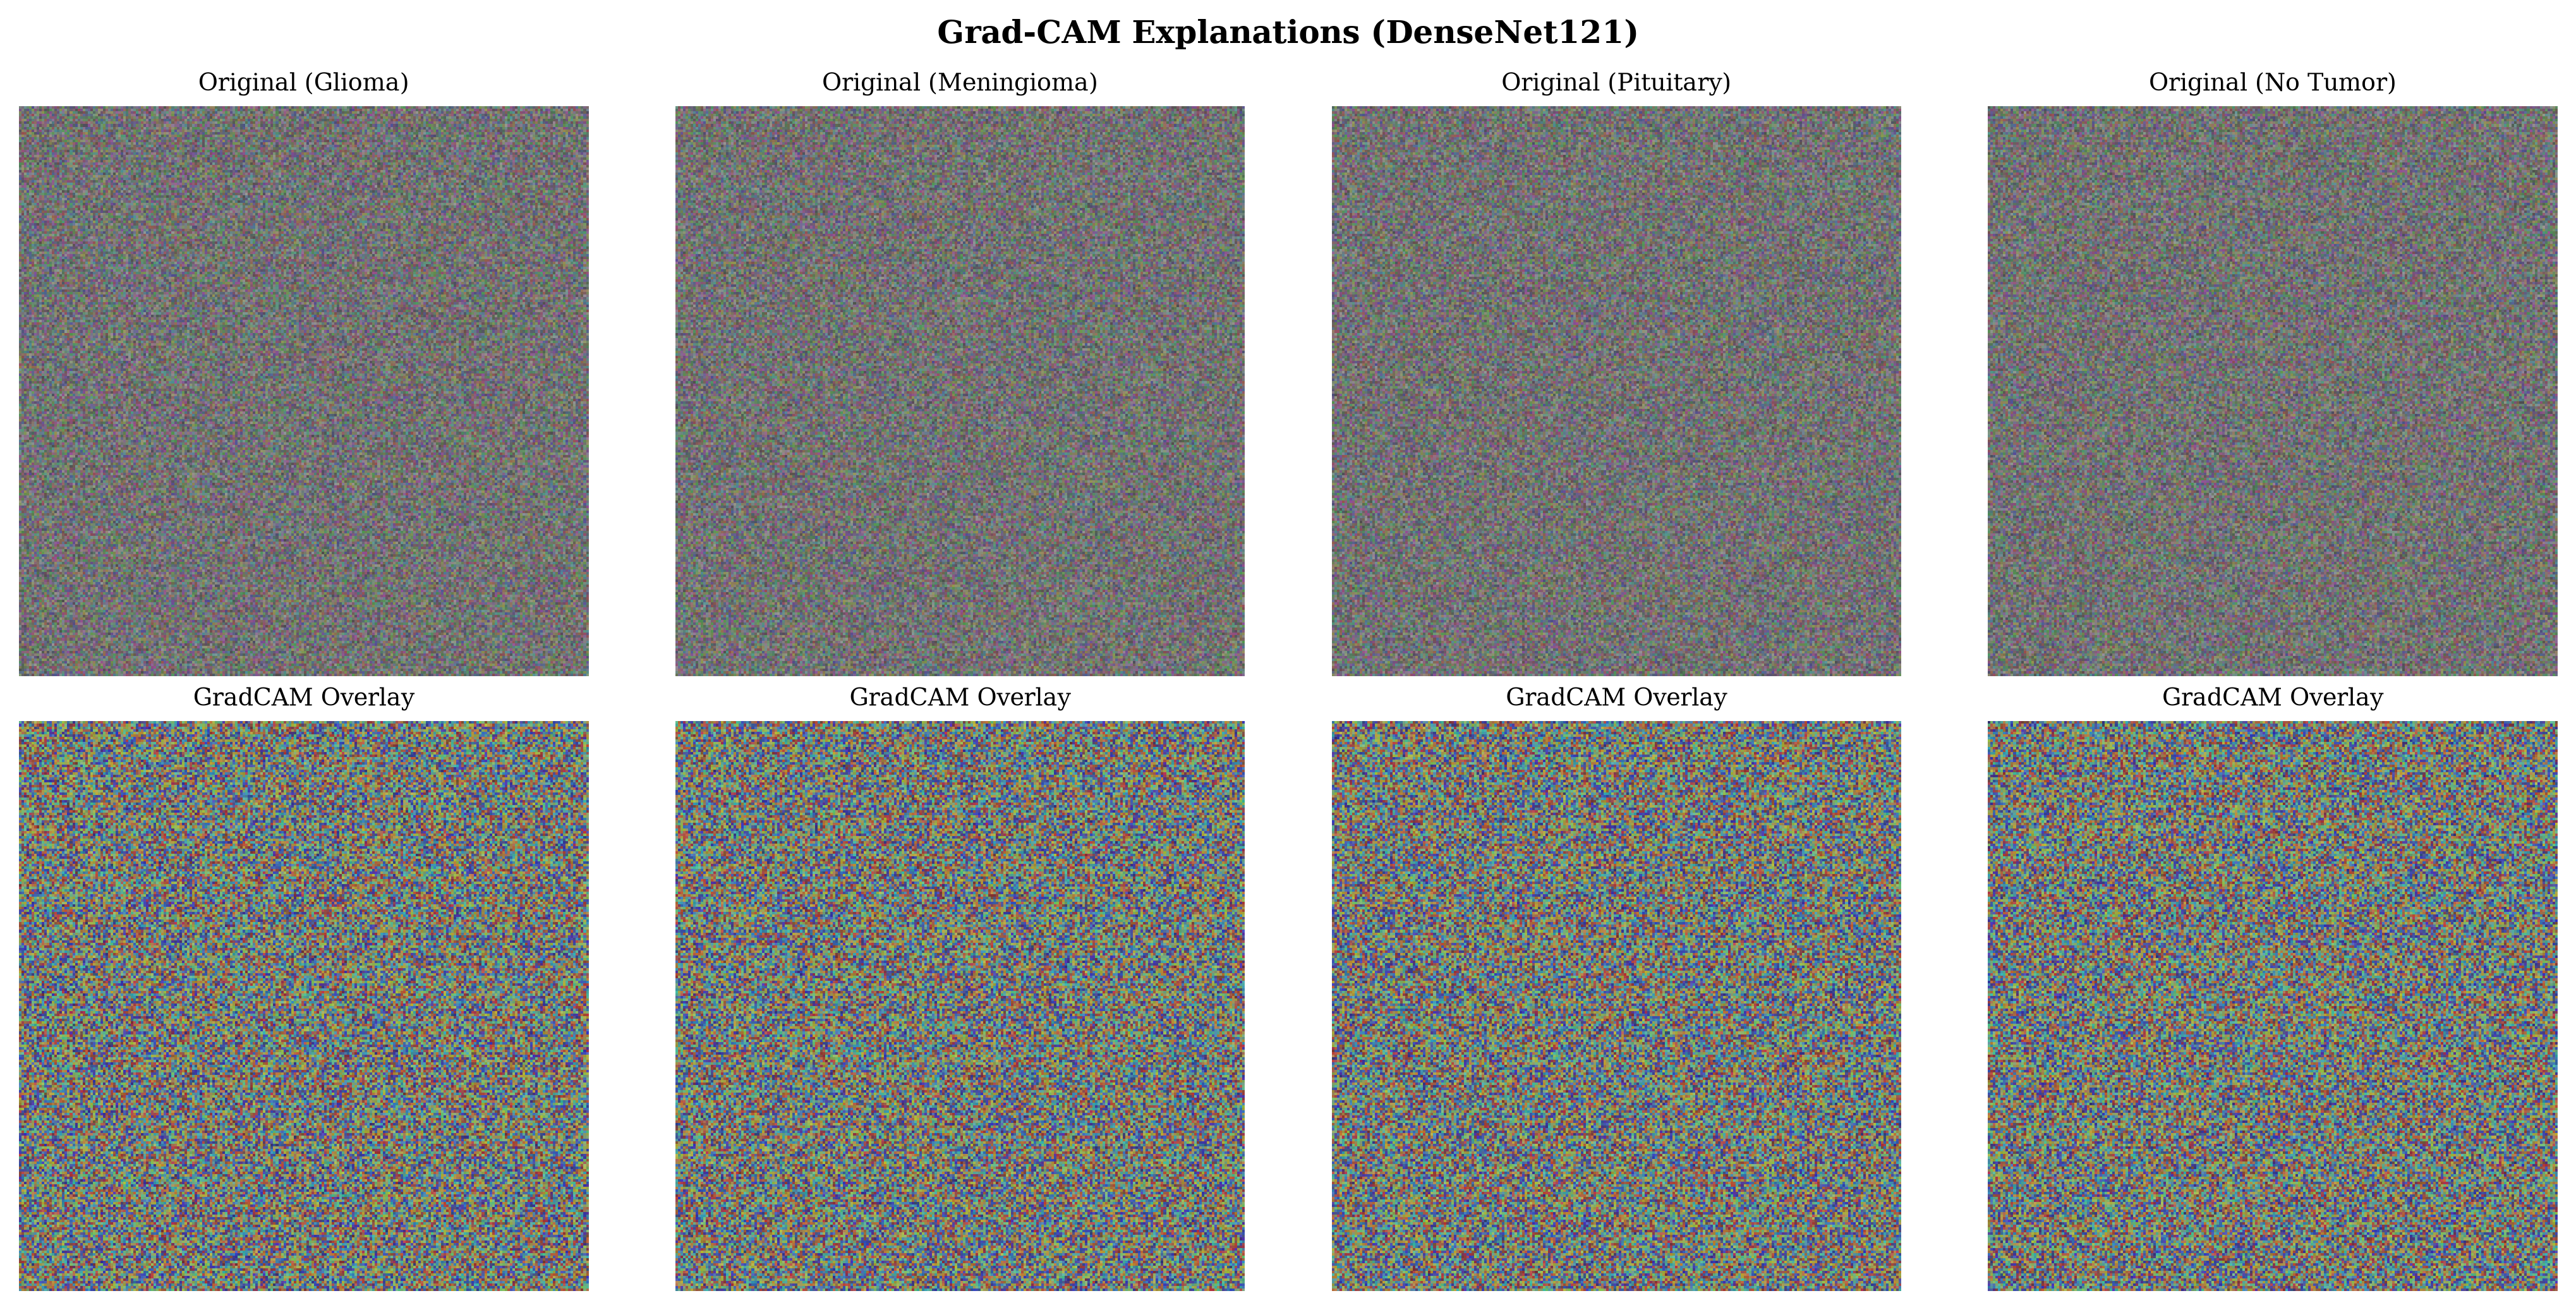 Grad-CAM Explanations (DenseNet121)
Original (Glioma)
Original (Meningioma)
Original (Pituitary)
Original (No Tumor)
GradCAM Overlay
GradCAM Overlay
GradCAM Overlay
GradCAM Overlay